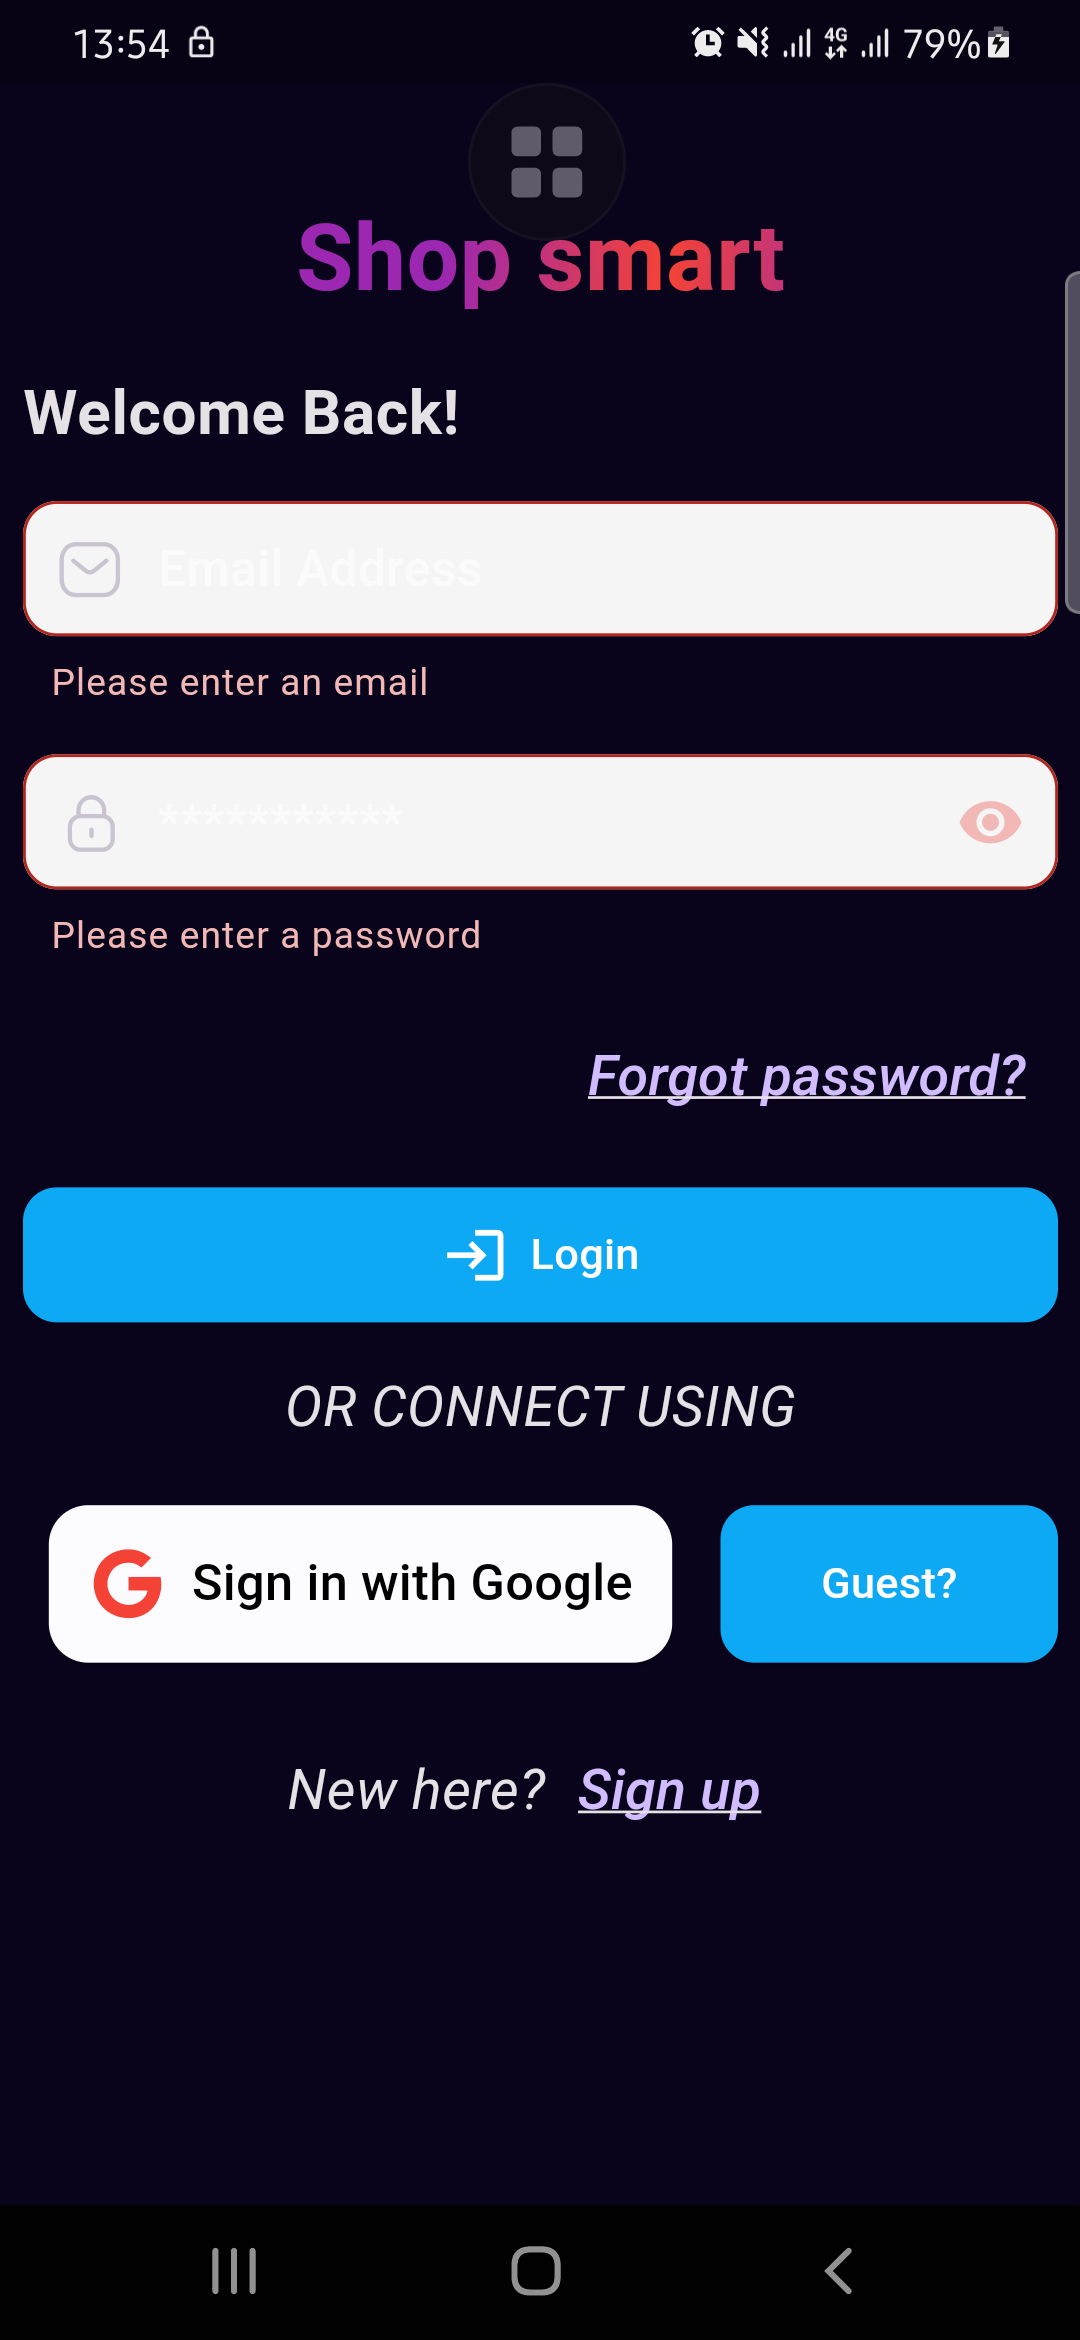 13:54
4G
79%
Shop smart
Welcome Back!
Email Address
Please enter an email
***********
Please enter a password
Forgot password?
Login
OR CONNECT USING
Sign in with Google
Guest?
New here? Sign up